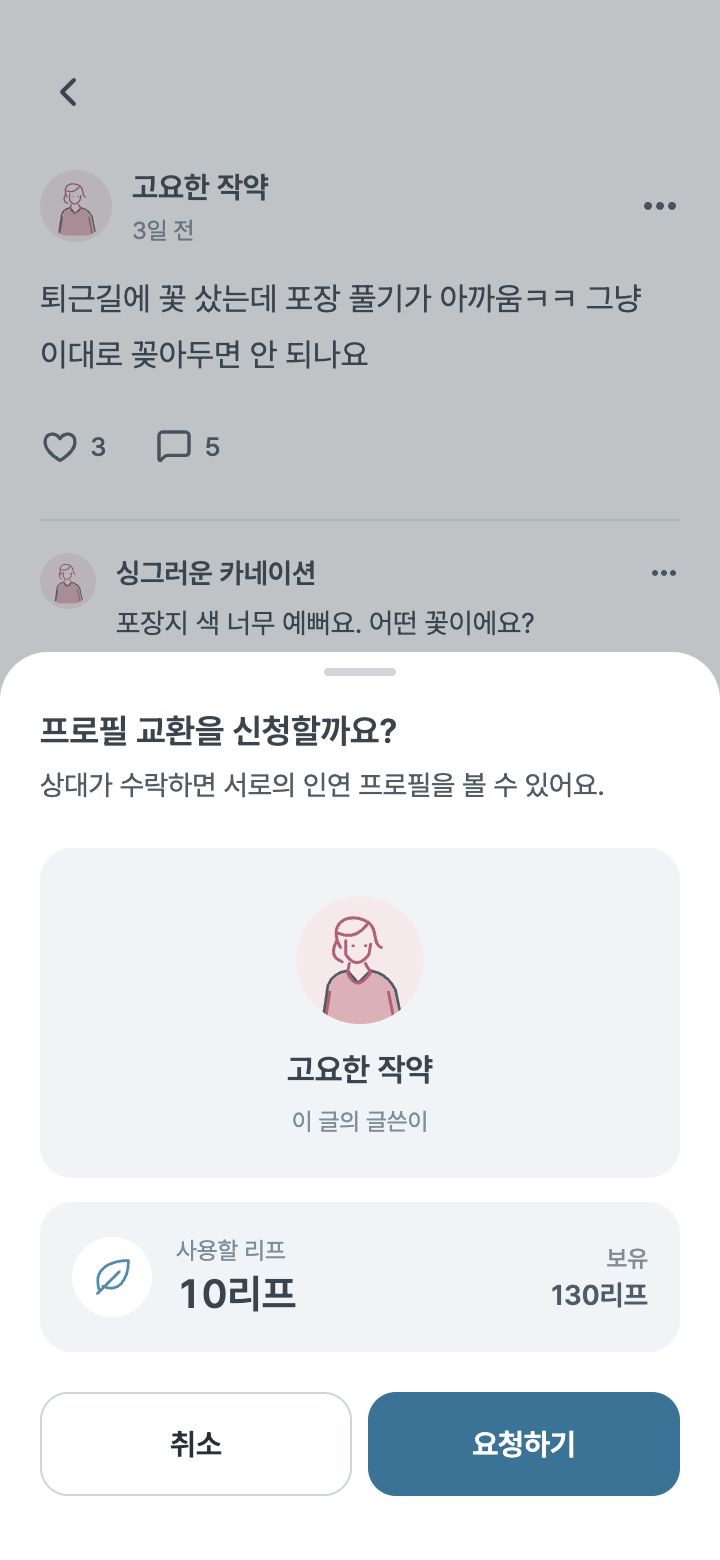 고요한 작약
3일 전
퇴근길에 꽃 샀는데 포장 풀기가 아까움ㅋㅋ 그냥
이대로 꽂아두면 안 되나요
3 5
싱그러운 카네이션
포장지 색 너무 예뻐요. 어떤 꽃이에요?
프로필 교환을 신청할까요?
상대가 수락하면 서로의 인연 프로필을 볼 수 있어요.
고요한 작약
이 글의 글쓴이
사용할 리프
10리프
보유
130리프
취소 요청하기